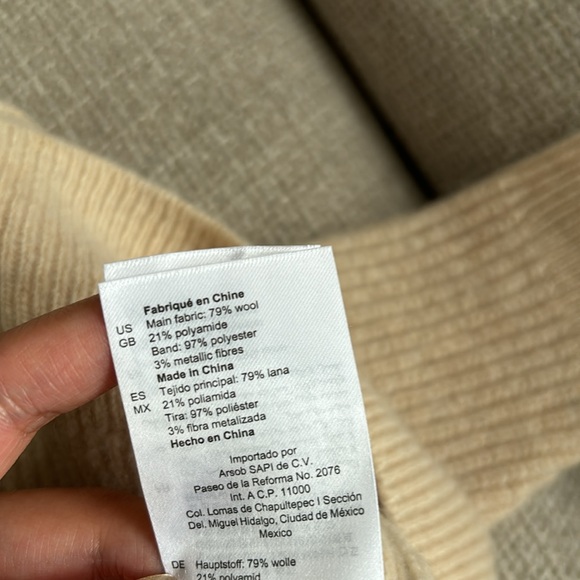 Fabriqué en Chine
US Main fabric: 79% wool
GB 21% polyamide
Band: 97% polyester
3% metallic fibres
Made in China
ES Tejido principal: 79% lana
MX 21% poliamida
Tira: 97% poliéster
3% fibra metalizada
Hecho en China
Importado por
Arsob SAPI de C.V.
Paseo de la Reforma No. 2076
Int. A C.P. 11000
Col. Lomas de Chapultepec I Sección
Del. Miguel Hidalgo, Ciudad de México
Mexico
DE Hauptstoff: 79% wolle
21% polyamid